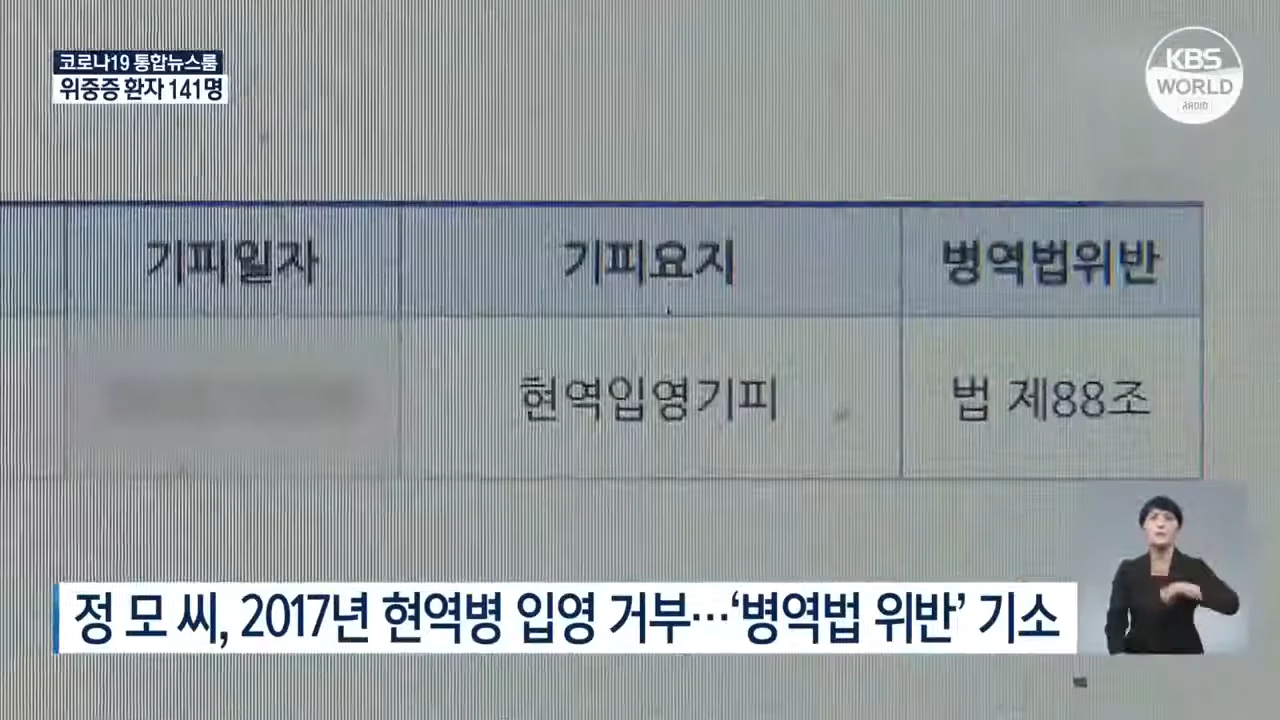 코로나19 통합뉴스룸
위중증 환자 141명
KBS
WORLD
RADIO
기피일자 기피요지 병역법위반
현역입영기피 법 제88조
정 모 씨, 2017년 현역병 입영 거부…‘병역법 위반’ 기소